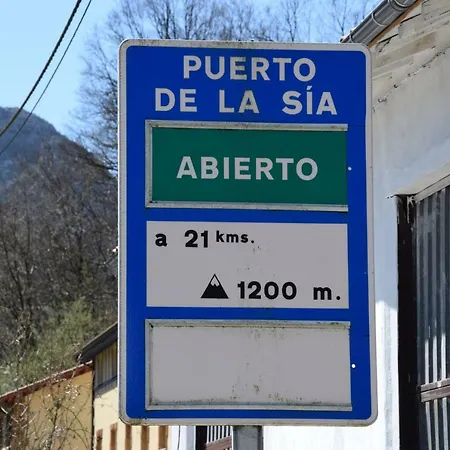 PUERTO
DE LA SÍA
ABIERTO
a 21 kms.
1200 m.